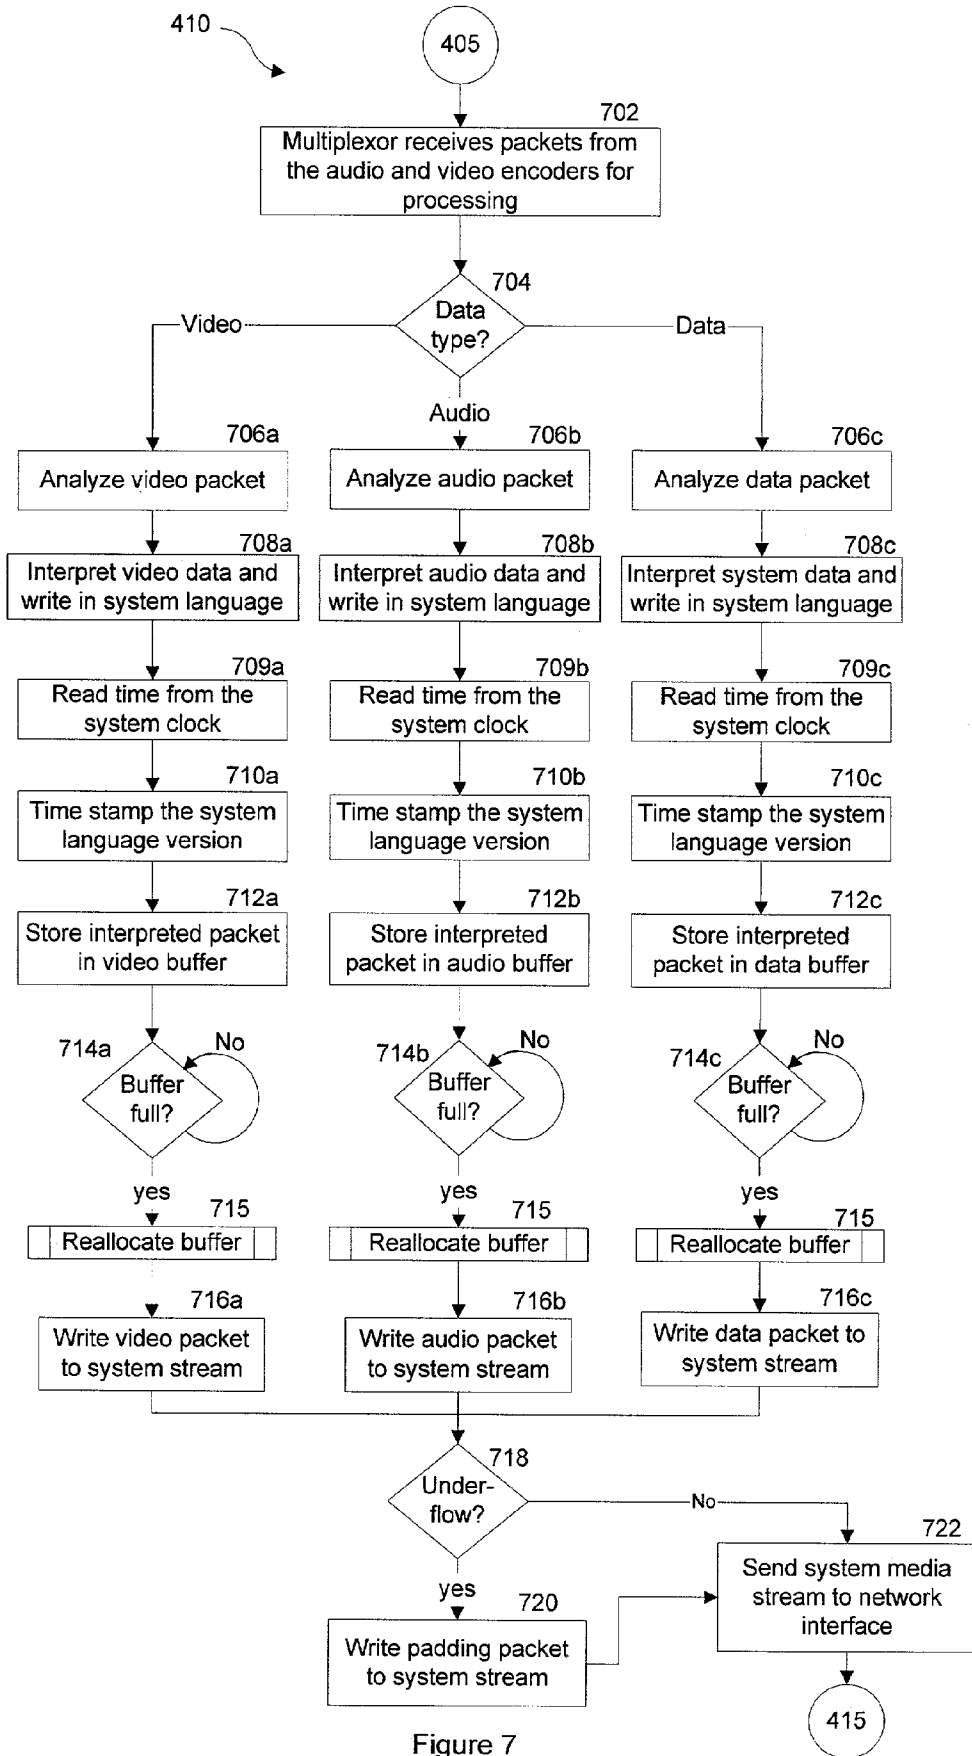 410
405
702
Multiplexor receives packets from
the audio and video encoders for
processing
704
Data
type?
Video
Data
Audio
706a
706b
706c
Analyze video packet
Analyze audio packet
Analyze data packet
708a
708b
708c
Interpret video data and
write in system language
Interpret audio data and
write in system language
Interpret system data and
write in system language
709a
709b
709c
Read time from the
system clock
Read time from the
system clock
Read time from the
system clock
710a
710b
710c
Time stamp the system
language version
Time stamp the system
language version
Time stamp the system
language version
712a
712b
712c
Store interpreted packet
in video buffer
Store interpreted
packet in audio buffer
Store interpreted
packet in data buffer
714a
No
714b
No
714c
No
Buffer
full?
Buffer
full?
Buffer
full?
yes
yes
yes
715
715
715
Reallocate buffer
Reallocate buffer
Reallocate buffer
716a
716b
716c
Write video packet
to system stream
Write audio packet
to system stream
Write data packet to
system stream
718
Under-
flow?
No
yes
722
Send system media
stream to network
interface
720
Write padding packet
to system stream
415
Figure 7